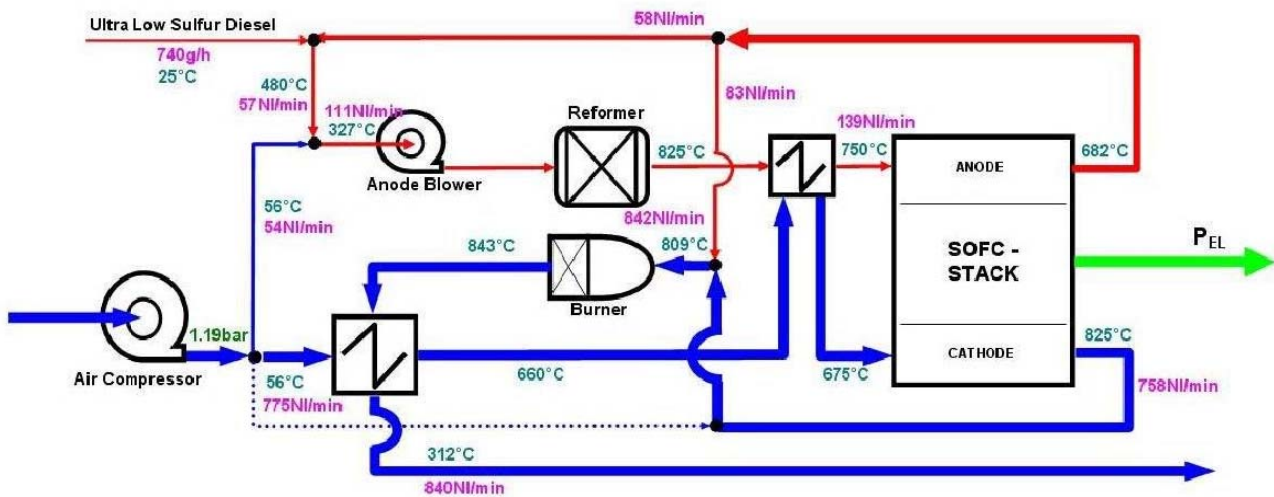 Ultra Low Sulfur Diesel
740g/h
25°C
58Nl/min
480°C
57Nl/min
111Nl/min
327°C
Anode Blower
Reformer
825°C
83Nl/min
139Nl/min
750°C
ANODE
682°C
56°C
54Nl/min
842Nl/min
843°C
809°C
Burner
SOFC -
STACK
P_EL
1.19bar
Air Compressor
56°C
775Nl/min
660°C
675°C
CATHODE
825°C
758Nl/min
312°C
840Nl/min